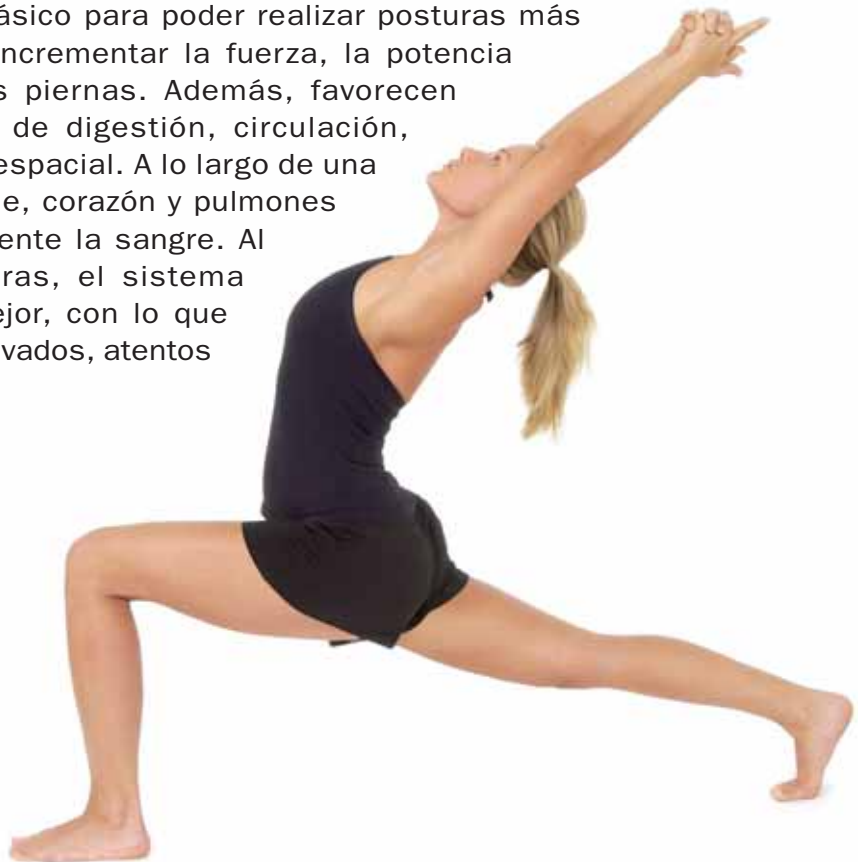 ásico para poder realizar posturas más
ncrementar la fuerza, la potencia
s piernas. Además, favorecen
de digestión, circulación,
espacial. A lo largo de una
e, corazón y pulmones
ente la sangre. Al
ras, el sistema
ejor, con lo que
vados, atentos